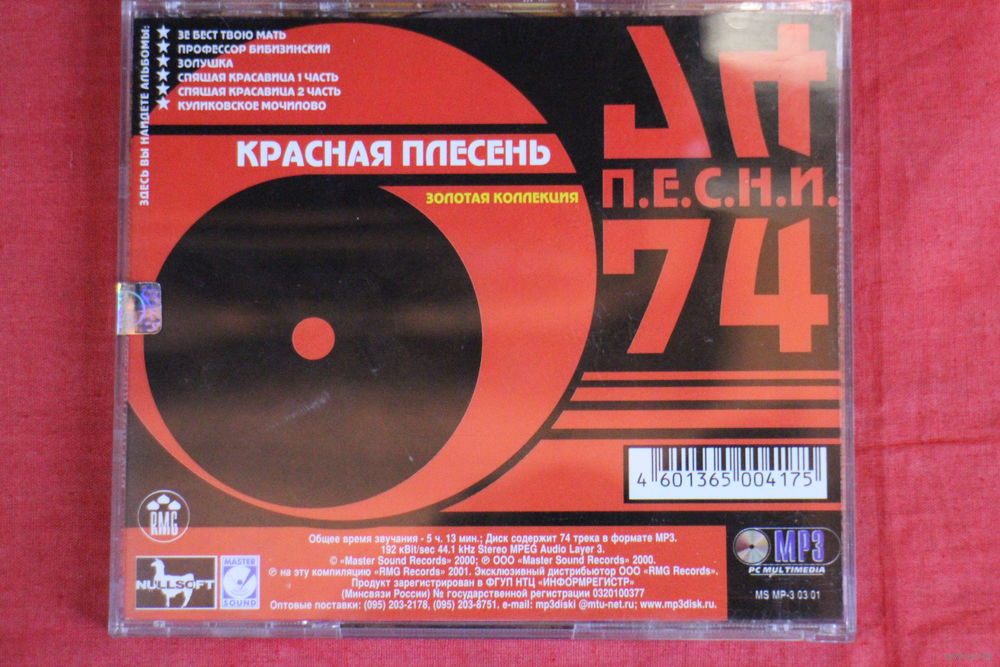 ЗДЕСЬ ВЫ НАЙДЕТЕ АЛЬБОМЫ:
ЗЕ БЕСТ ТВОЮ МАТЬ
ПРОФЕССОР БИБИЗИНСКИЙ
ЗОЛУШКА
СПЯЩАЯ КРАСАВИЦА 1 ЧАСТЬ
СПЯЩАЯ КРАСАВИЦА 2 ЧАСТЬ
КУЛИКОВСКОЕ МОЧИЛОВО
КРАСНАЯ ПЛЕСЕНЬ
ЗОЛОТАЯ КОЛЛЕКЦИЯ
П.Е.С.Н.И.
74
4 601365 004175
RMG
Общее время звучания - 5 ч. 13 мин.; Диск содержит 74 трека в формате MP3.
192 кBit/sec 44.1 kHz Stereo MPEG Audio Layer 3.
© «Master Sound Records» 2000; ℗ ООО «Master Sound Records» 2000.
℗ на эту компиляцию «RMG Records» 2001. Эксклюзивный дистрибьютор ООО «RMG Records».
Продукт зарегистрирован в ФГУП НТЦ «ИНФОРМРЕГИСТР»
(Минсвязи России) № государственной регистрации 0320100377
Оптовые поставки: (095) 203-2178, (095) 203-8751. e-mail: mp3diski @mtu-net.ru; www.mp3disk.ru.
NULLSOFT
MASTER
SOUND
MP3
PC MULTIMEDIA
MS MP-3 03 01